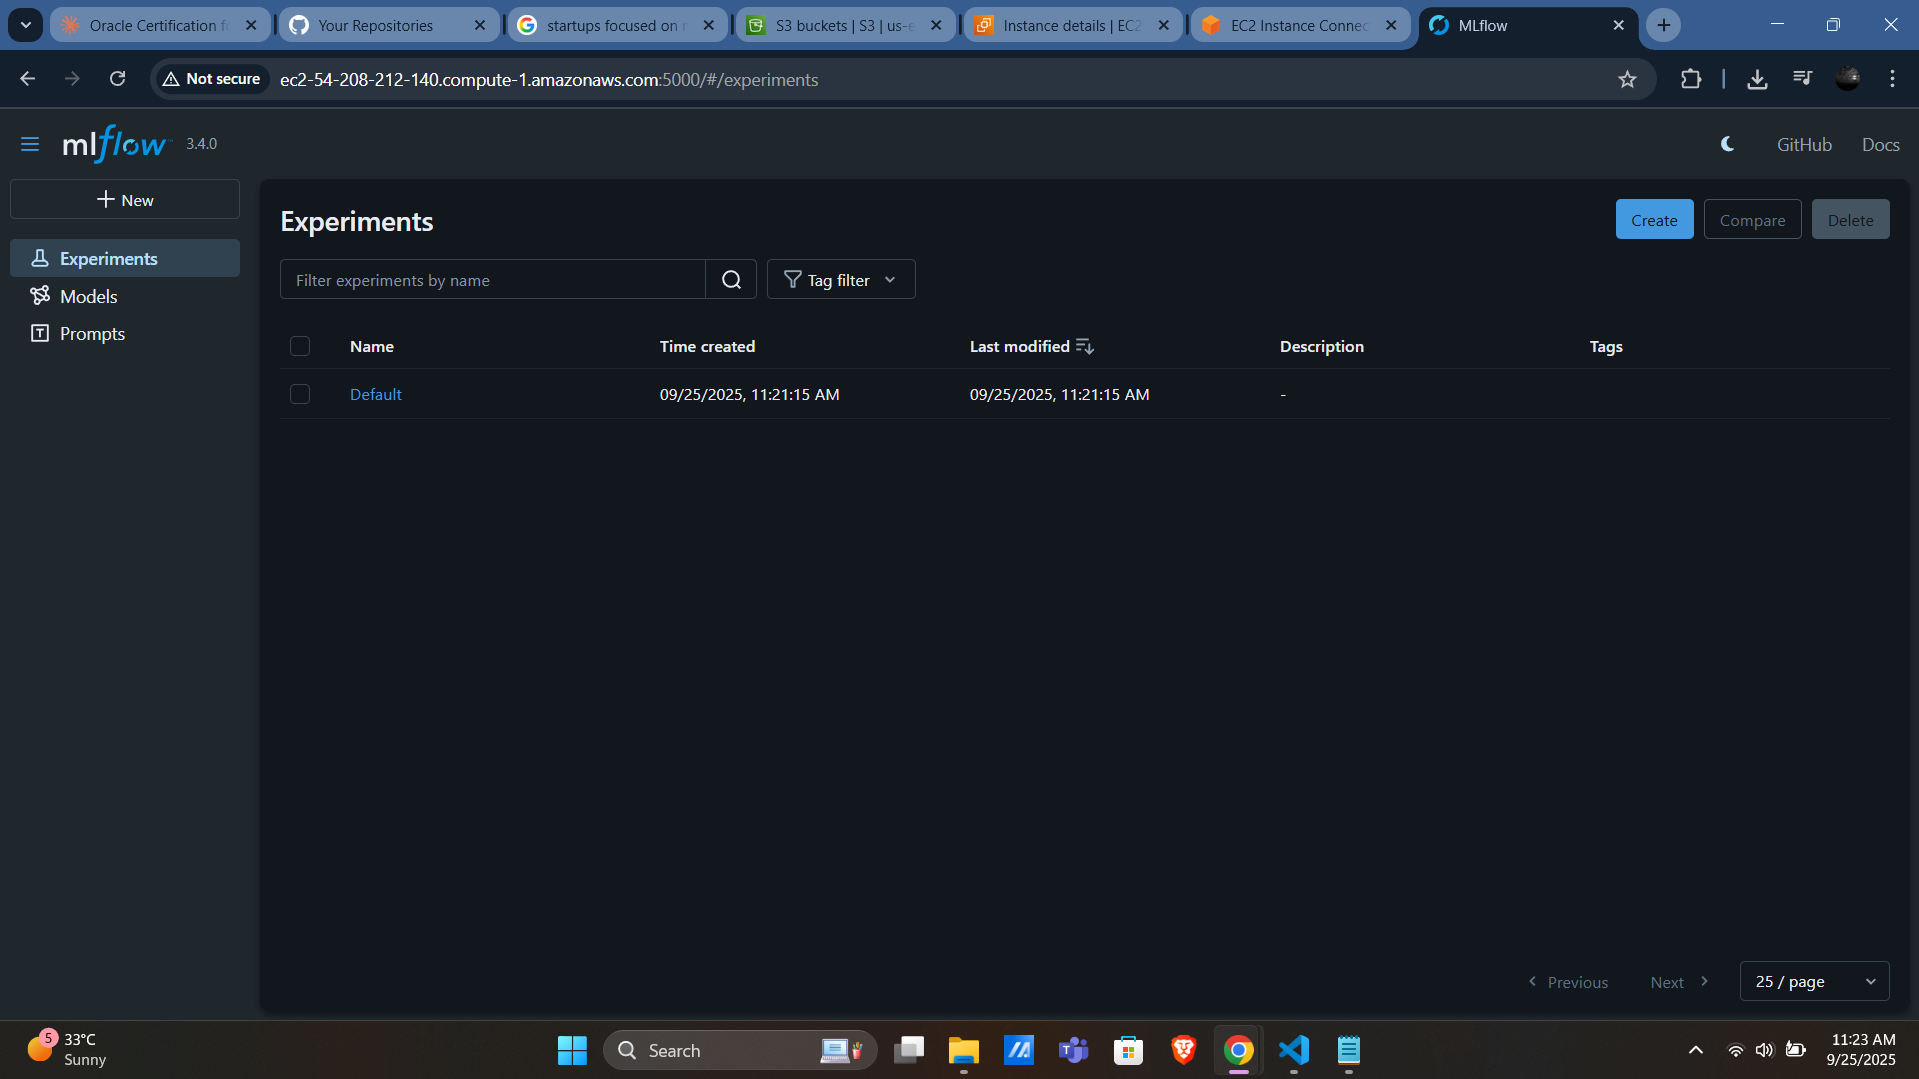 Oracle Certification fo
Your Repositories
startups focused on r
S3 buckets | S3 | us-e
Instance details | EC2
EC2 Instance Connec
MLflow
Not secure
ec2-54-208-212-140.compute-1.amazonaws.com:5000/#/experiments
mlflow™ 3.4.0
GitHub
Docs
New
Experiments
Models
Prompts
Experiments
Create
Compare
Delete
Filter experiments by name
Tag filter
Name Time created Last modified Description Tags
Default 09/25/2025, 11:21:15 AM 09/25/2025, 11:21:15 AM -
Previous
Next
25 / page
5
33°C
Sunny
Search
11:23 AM
9/25/2025